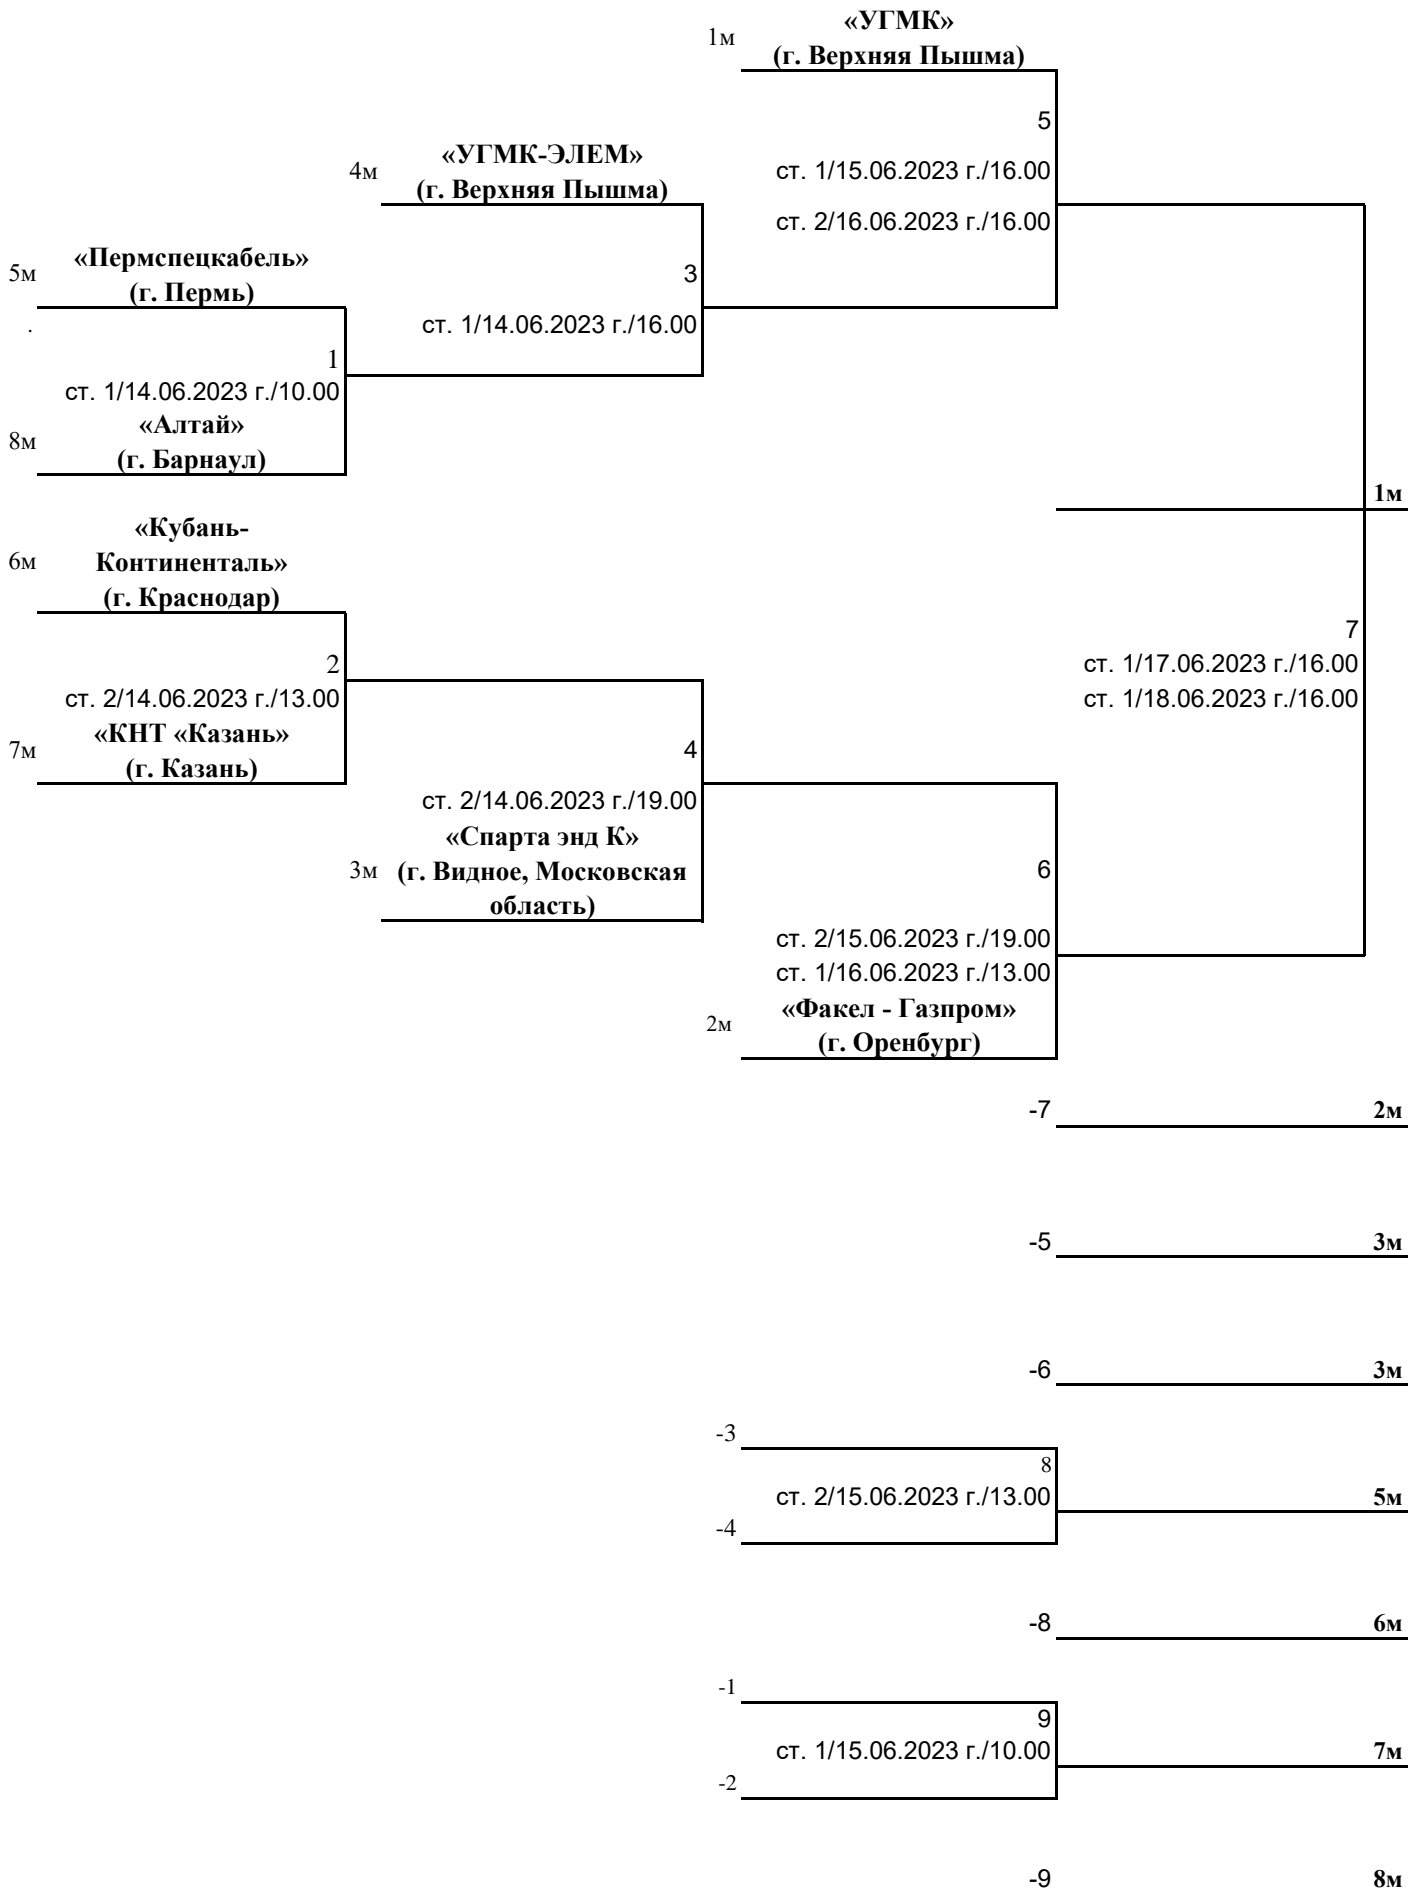 «УГМК»
1м
(г. Верхняя Пышма)
5
«УГМК-ЭЛЕМ»
4м
(г. Верхняя Пышма)
ст. 1/15.06.2023 г./16.00
ст. 2/16.06.2023 г./16.00
«Пермспецкабель»
5м
(г. Пермь)
3
.
ст. 1/14.06.2023 г./16.00
1
ст. 1/14.06.2023 г./10.00
«Алтай»
8м
(г. Барнаул)
1м
«Кубань-
6м
Континенталь»
(г. Краснодар)
7
2
ст. 1/17.06.2023 г./16.00
ст. 2/14.06.2023 г./13.00
ст. 1/18.06.2023 г./16.00
«КНТ «Казань»
7м
(г. Казань)
4
ст. 2/14.06.2023 г./19.00
«Спарта энд К»
3м
(г. Видное, Московская
область)
6
ст. 2/15.06.2023 г./19.00
ст. 1/16.06.2023 г./13.00
«Факел - Газпром»
2м
(г. Оренбург)
-7
2м
-5
3м
-6
3м
-3
8
ст. 2/15.06.2023 г./13.00
5м
-4
-8
6м
-1
9
ст. 1/15.06.2023 г./10.00
7м
-2
-9
8м